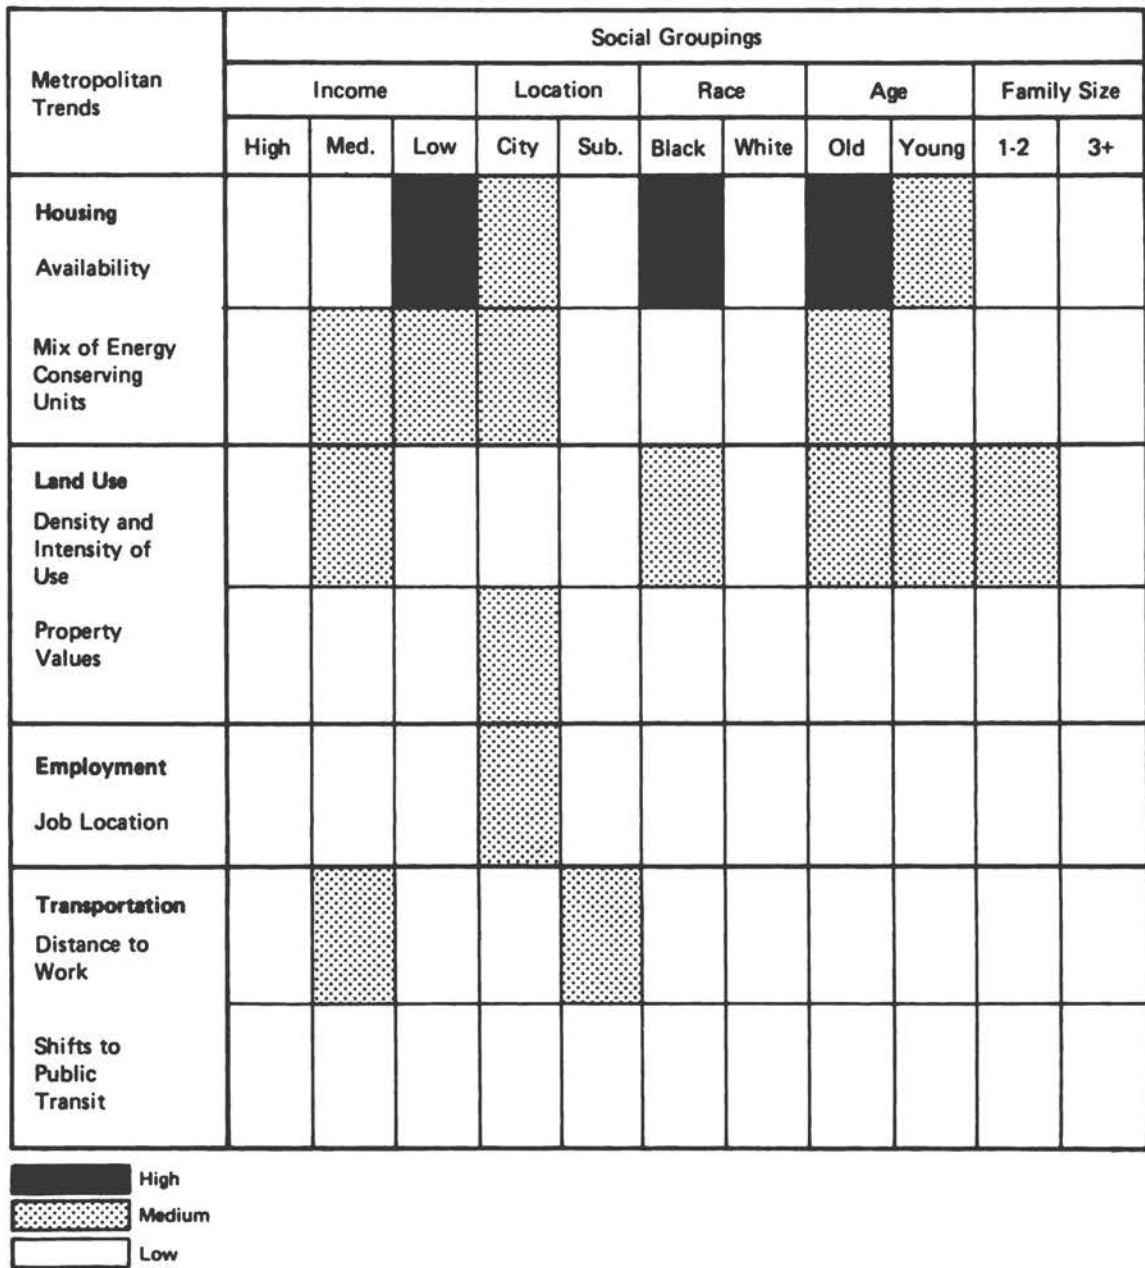 Social Groupings
Metropolitan
Trends
Income Location Race Age Family Size
High Med. Low City Sub. Black White Old Young 1-2 3+
Housing
Availability
Mix of Energy
Conserving
Units
Land Use
Density and
Intensity of
Use
Property
Values
Employment
Job Location
Transportation
Distance to
Work
Shifts to
Public
Transit
High
Medium
Low